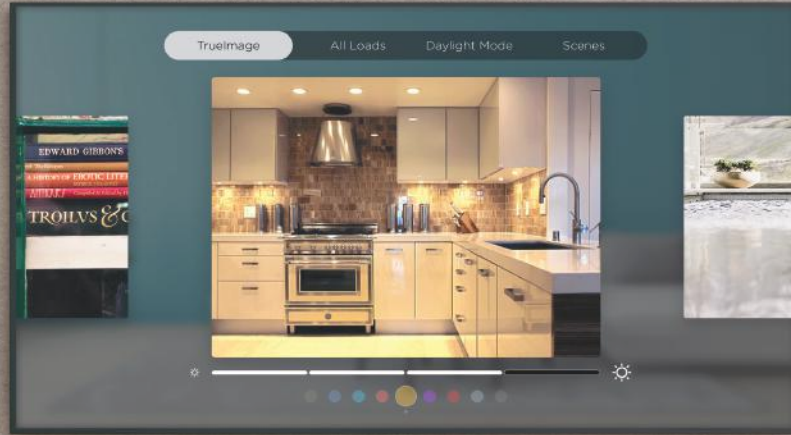 TrueImage
All Loads
Daylight Mode
Scenes
EDWARD GIBBON'S
A HISTORY OF EROTIC LITE
TROILVS & C